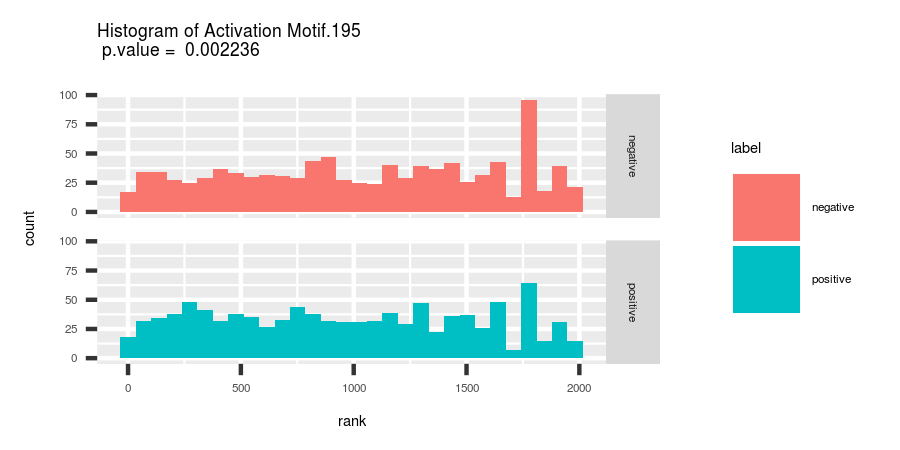 Histogram of Activation Motif.195
p.value = 0.002236
100
75
50
25
0
negative
100
75
50
25
0
positive
count
0 500 1000 1500 2000
rank
label
negative
positive